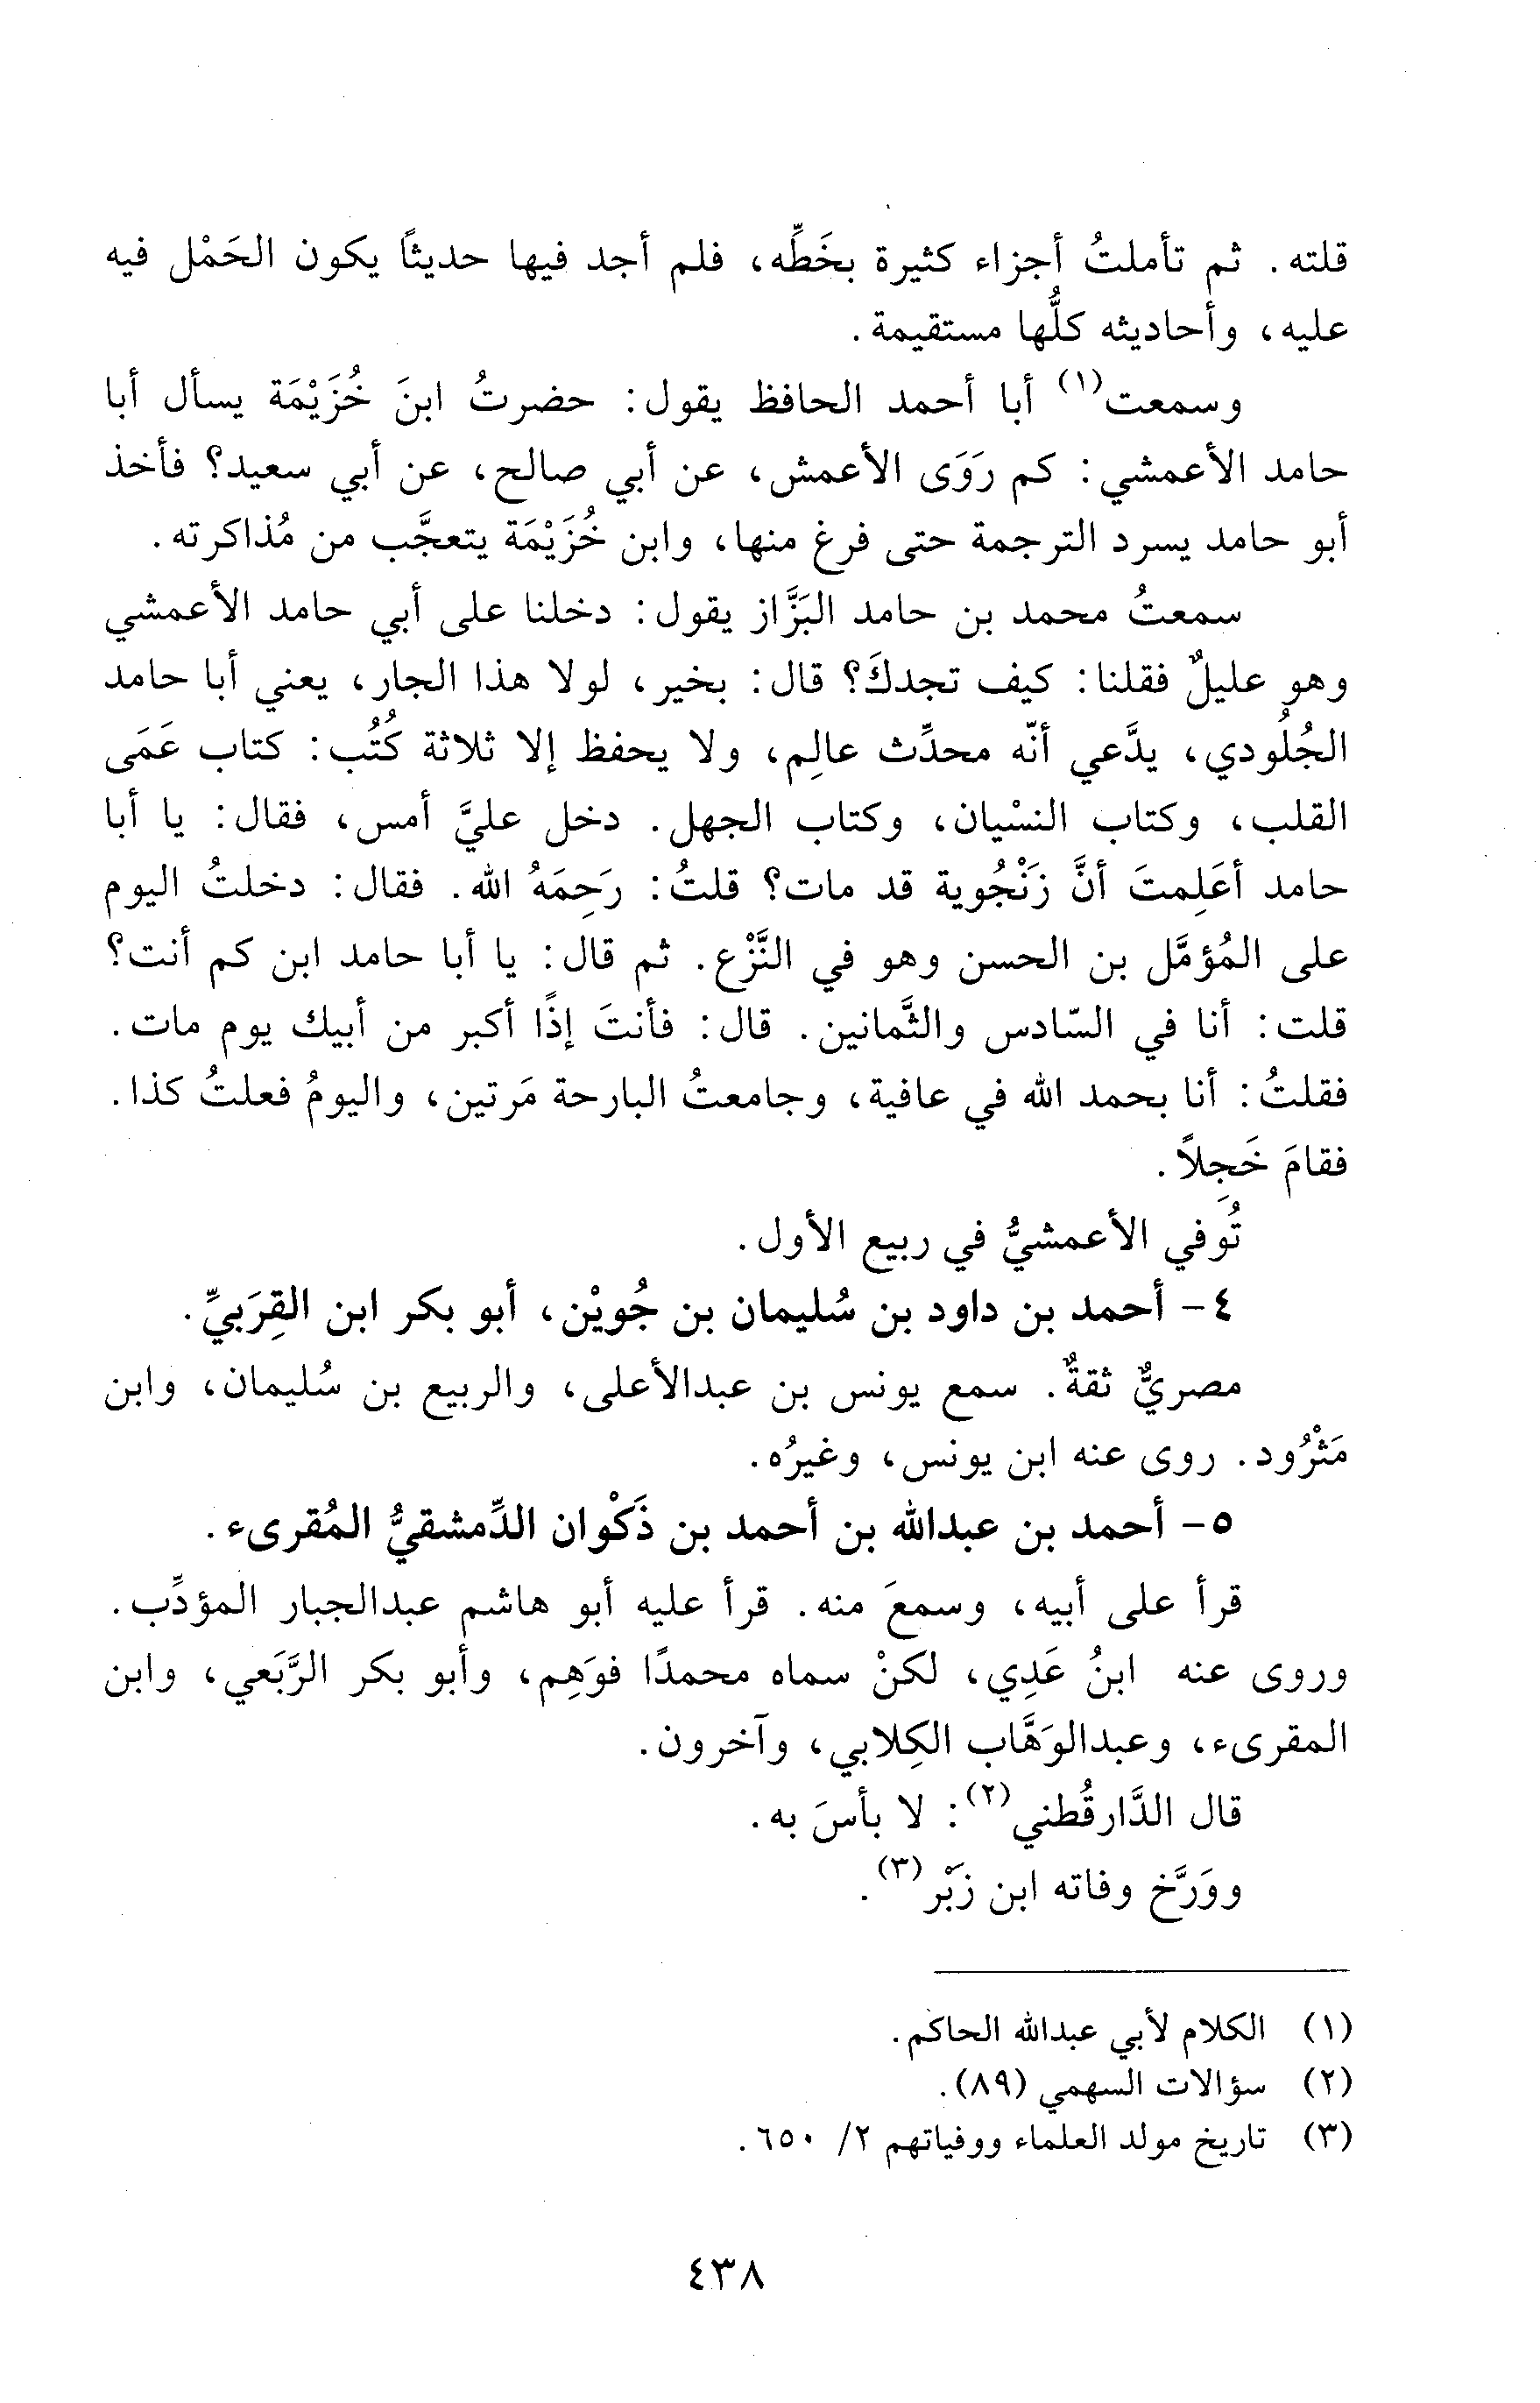 قلته. ثم تأملتُ أجزاء كثيرة بخَطِّه، فلم أجد فيها حديثاً يكون الحَمْل فيه
عليه، وأحاديثه كلُّها مستقيمة.
وسمعت(١) أبا أحمد الحافظ يقول: حضرتُ ابنَ خُزَيْمَة يسأل أبا
حامد الأعمشي: كم رَوَى الأعمش، عن أبي صالح، عن أبي سعيد؟ فأخذ
أبو حامد يسرد الترجمة حتى فرغ منها، وابن خُزَيْمَة يتعجَّب من مُذاكرته.
سمعتُ محمد بن حامد البَزَّاز يقول: دخلنا على أبي حامد الأعمشي
وهو عليلٌ فقلنا: كيف تجدكَ؟ قال: بخير، لولا هذا الجار، يعني أبا حامد
الجُلُودي، يدَّعي أنّه محدِّث عالِم، ولا يحفظ إلا ثلاثة كُتُب: كتاب عَمَى
القلب، وكتاب النسْيان، وكتاب الجهل. دخل عليَّ أمس، فقال: يا أبا
حامد أعَلِمتَ أنَّ زَنْجُوية قد مات؟ قلتُ: رَحِمَهُ الله. فقال: دخلتُ اليوم
على المُؤمَّل بن الحسن وهو في النَّزْع. ثم قال: يا أبا حامد ابن كم أنت؟
قلت: أنا في السّادس والثَّمانين. قال: فأنتَ إذًا أكبر من أبيك يوم مات.
فقلتُ: أنا بحمد الله في عافية، وجامعتُ البارحة مَرتين، واليومُ فعلتُ كذا.
فقامَ خَجِلاً.
تُوفي الأعمشيُّ في ربيع الأول.
٤- أحمد بن داود بن سُليمان بن جُويْن، أبو بكر ابن القِرَبيِّ.
مصريٌّ ثقةٌ. سمع يونس بن عبدالأعلى، والربيع بن سُليمان، وابن
مَثْرُود. روى عنه ابن يونس، وغيرُه.
٥- أحمد بن عبدالله بن أحمد بن ذَكْوان الدِّمشقيُّ المُقرىء.
قرأ على أبيه، وسمعَ منه. قرأ عليه أبو هاشم عبدالجبار المؤدِّب.
وروى عنه ابنُ عَدِي، لكنْ سماه محمدًا فوَهِم، وأبو بكر الرَّبَعي، وابن
المقرىء، وعبدالوَهَّاب الكِلابي، وآخرون.
قال الدَّارقُطني(٢): لا بأسَ به.
ووَرَّخ وفاته ابن زَبْر(٣).
(١) الكلام لأبي عبدالله الحاكم.
(٢) سؤالات السهمي (٨٩).
(٣) تاريخ مولد العلماء ووفياتهم ٢/ ٦٥٠.
٤٣٨